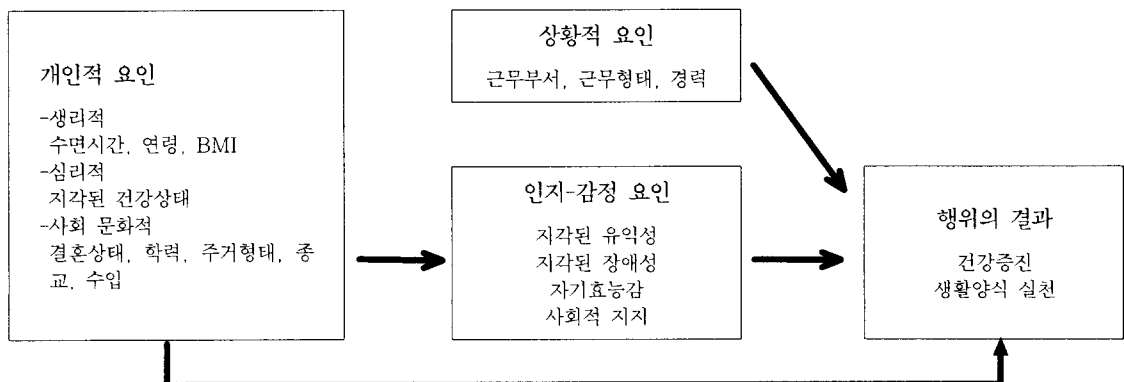 개인적 요인
-생리적
수면시간, 연령, BMI
-심리적
지각된 건강상태
-사회 문화적
결혼상태, 학력, 주거형태, 종
교, 수입
상황적 요인
근무부서, 근무형태, 경력
인지-감정 요인
지각된 유익성
지각된 장애성
자기효능감
사회적 지지
행위의 결과
건강증진
생활양식 실천